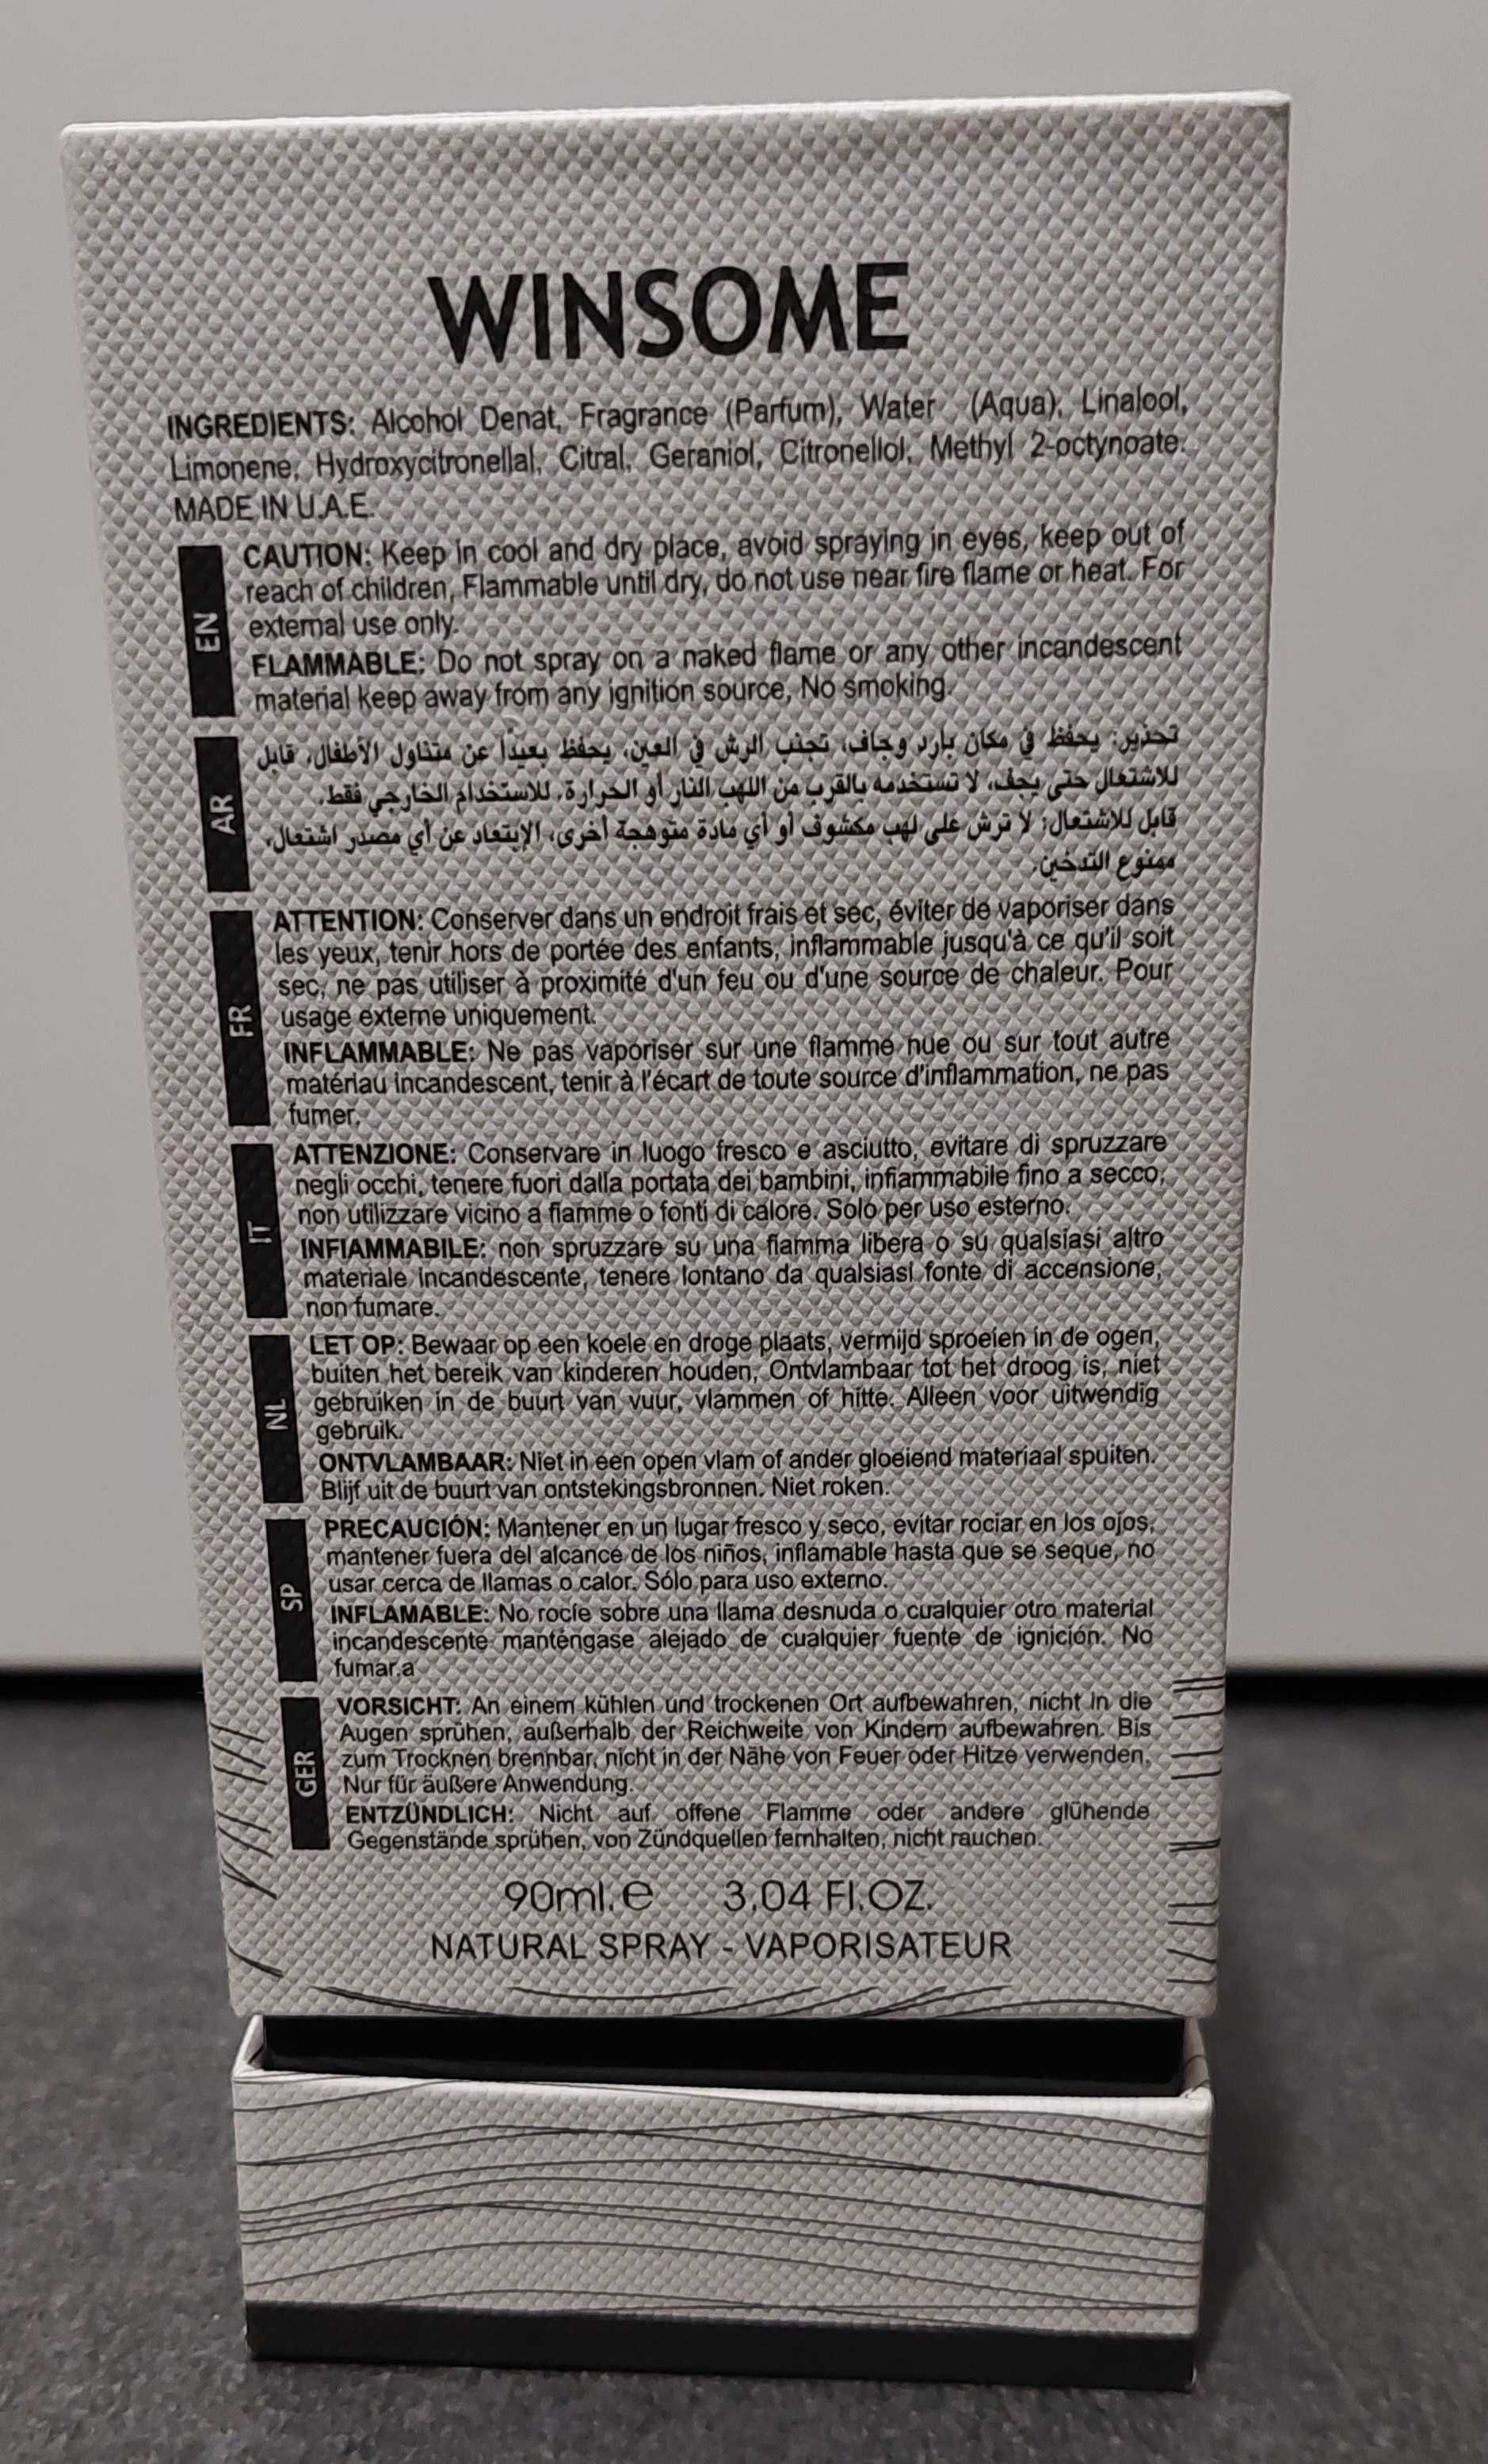 WINSOME
INGREDIENTS: Alcohol Denat, Fragrance (Parfum), Water (Aqua), Linalool,
Limonene, Hydroxycitronellal, Citral, Geraniol, Citronellol, Methyl 2-octynoate.
MADE IN U.A.E.
EN
CAUTION: Keep in cool and dry place, avoid spraying in eyes, keep out of
reach of children, Flammable until dry, do not use near fire flame or heat. For
external use only.
FLAMMABLE: Do not spray on a naked flame or any other incandescent
material keep away from any ignition source, No smoking.
AR
تحذير: يحفظ في مكان بارد وجاف، تجنب الرش في العين، يحفظ بعيدًا عن متناول الأطفال، قابل
للاشتعال حتى يجف، لا تستخدمه بالقرب من اللهب النار أو الحرارة. للاستخدام الخارجي فقط.
قابل للاشتعال: لا ترش على لهب مكشوف أو أي مادة متوهجة أخرى، الإبتعاد عن أي مصدر اشتعال،
ممنوع التدخين.
FR
ATTENTION: Conserver dans un endroit frais et sec, éviter de vaporiser dans
les yeux, tenir hors de portée des enfants, inflammable jusqu'à ce qu'il soit
sec, ne pas utiliser à proximité d'un feu ou d'une source de chaleur. Pour
usage externe uniquement.
INFLAMMABLE: Ne pas vaporiser sur une flamme nue ou sur tout autre
matériau incandescent, tenir à l'écart de toute source d'inflammation, ne pas
fumer.
IT
ATTENZIONE: Conservare in luogo fresco e asciutto, evitare di spruzzare
negli occhi, tenere fuori dalla portata dei bambini, infiammabile fino a secco,
non utilizzare vicino a fiamme o fonti di calore. Solo per uso esterno.
INFIAMMABILE: non spruzzare su una fiamma libera o su qualsiasi altro
materiale incandescente, tenere lontano da qualsiasi fonte di accensione,
non fumare.
NL
LET OP: Bewaar op een koele en droge plaats, vermijd sproeien in de ogen,
buiten het bereik van kinderen houden, Ontvlambaar tot het droog is, niet
gebruiken in de buurt van vuur, vlammen of hitte. Alleen voor uitwendig
gebruik.
ONTVLAMBAAR: Niet in een open vlam of ander gloeiend materiaal spuiten.
Blijf uit de buurt van ontstekingsbronnen. Niet roken.
SP
PRECAUCIÓN: Mantener en un lugar fresco y seco, evitar rociar en los ojos,
mantener fuera del alcance de los niños, inflamable hasta que se seque, no
usar cerca de llamas o calor. Sólo para uso externo.
INFLAMABLE: No rocíe sobre una llama desnuda o cualquier otro material
incandescente manténgase alejado de cualquier fuente de ignición. No
fumar.a
GER
VORSICHT: An einem kühlen und trockenen Ort aufbewahren, nicht in die
Augen sprühen, außerhalb der Reichweite von Kindern aufbewahren. Bis
zum Trocknen brennbar, nicht in der Nähe von Feuer oder Hitze verwenden.
Nur für äußere Anwendung.
ENTZÜNDLICH: Nicht auf offene Flamme oder andere glühende
Gegenstände sprühen, von Zündquellen fernhalten, nicht rauchen.
90ml.e 3.04 Fl.OZ.
NATURAL SPRAY - VAPORISATEUR